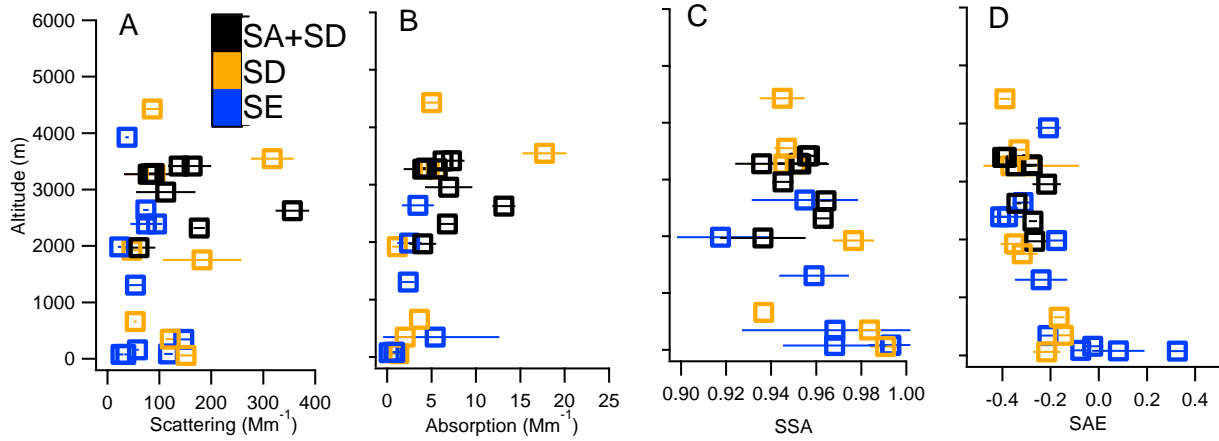 A
B
C
D
SA+SD
SD
SE
6000
5000
4000
3000
2000
1000
0
Altitude (m)
0
100
200
300
400
Scattering (Mm-1)
0
5
10
15
20
25
Absorption (Mm-1)
0.90
0.92
0.94
0.96
0.98
1.00
SSA
-0.4
-0.2
0.0
0.2
0.4
SAE